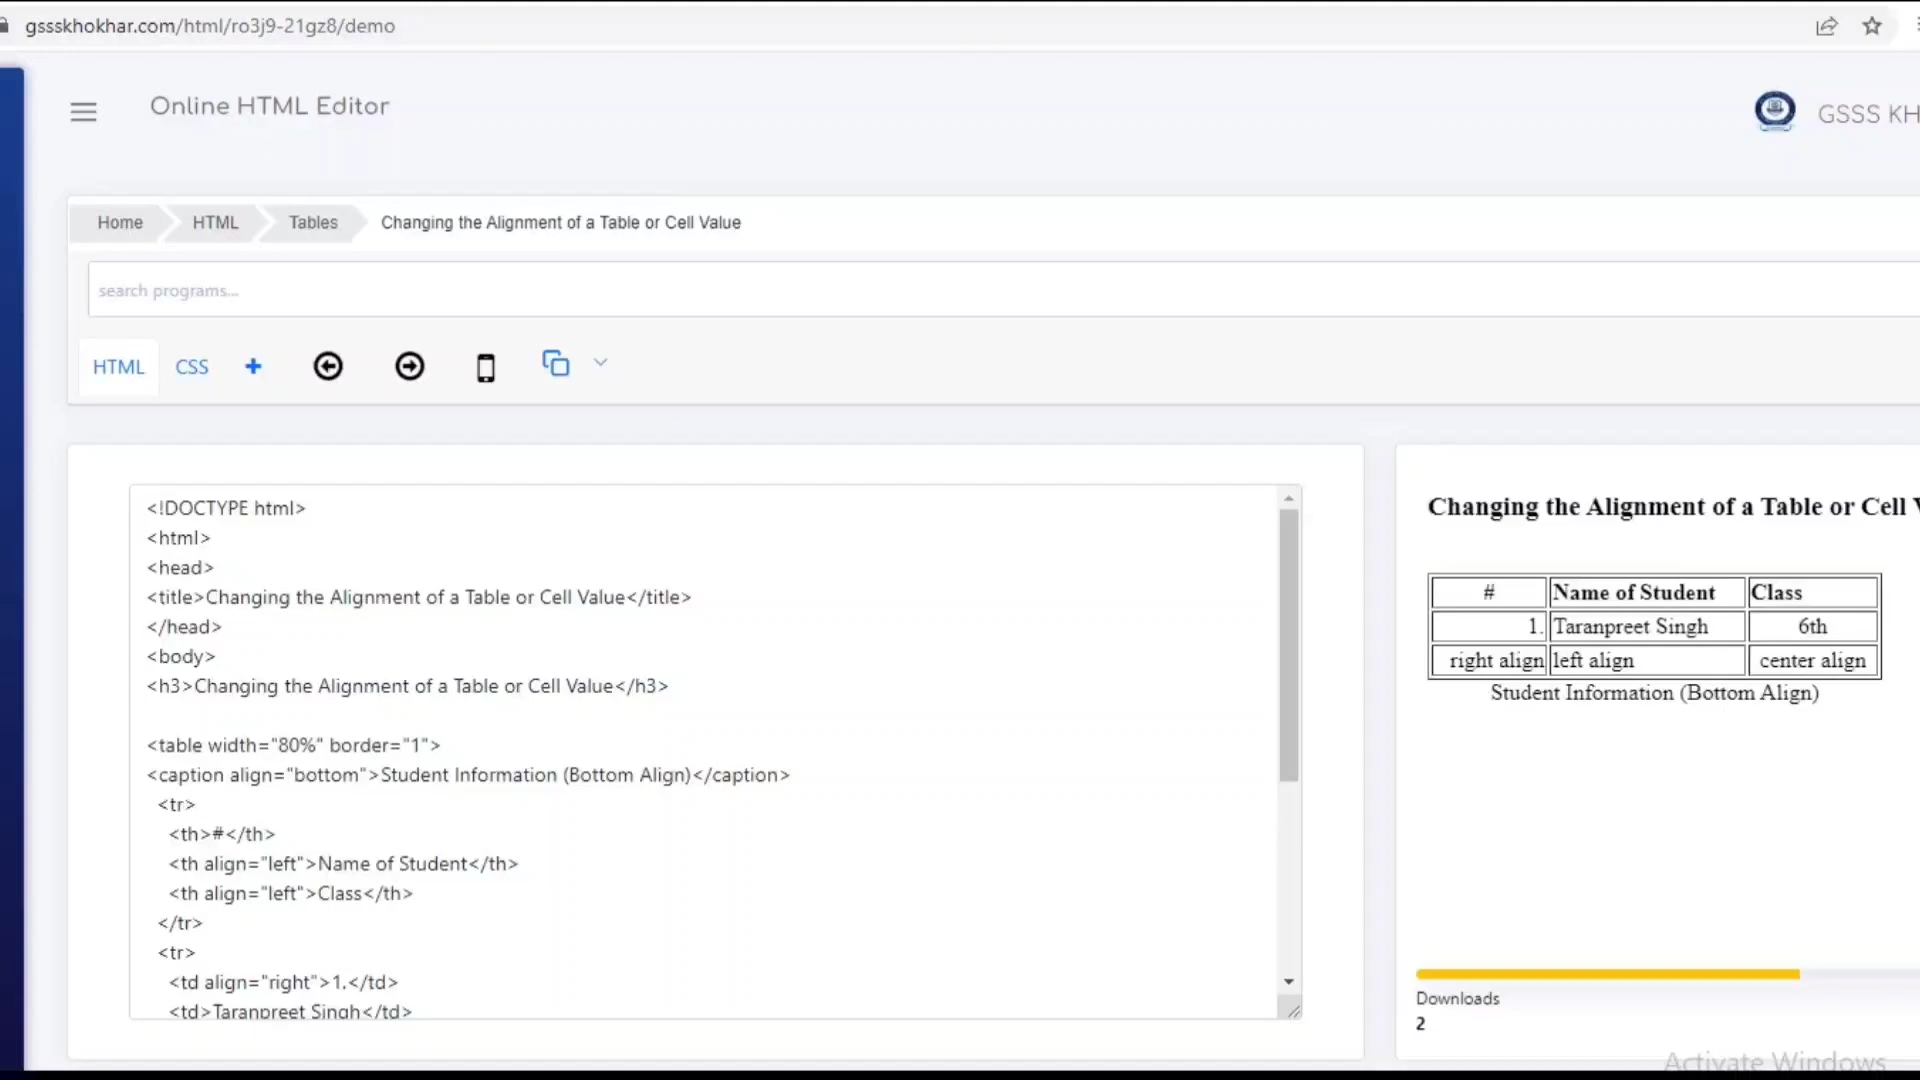 gssskhokhar.com/html/ro3j9-21gz8/demo
Online HTML Editor
GSSS KH
Home HTML Tables Changing the Alignment of a Table or Cell Value
search programs...
HTML CSS
<!DOCTYPE html>
<html>
<head>
<title>Changing the Alignment of a Table or Cell Value</title>
</head>
<body>
<h3>Changing the Alignment of a Table or Cell Value</h3>
<table width="80%" border="1">
<caption align="bottom">Student Information (Bottom Align)</caption>
<tr>
<th>#</th>
<th align="left">Name of Student</th>
<th align="left">Class</th>
</tr>
<tr>
<td align="right">1.</td>
<td>Taranpreet Singh</td>
Changing the Alignment of a Table or Cell V
# Name of Student Class
1. Taranpreet Singh 6th
right align left align center align
Student Information (Bottom Align)
Downloads
2
Activate Windows